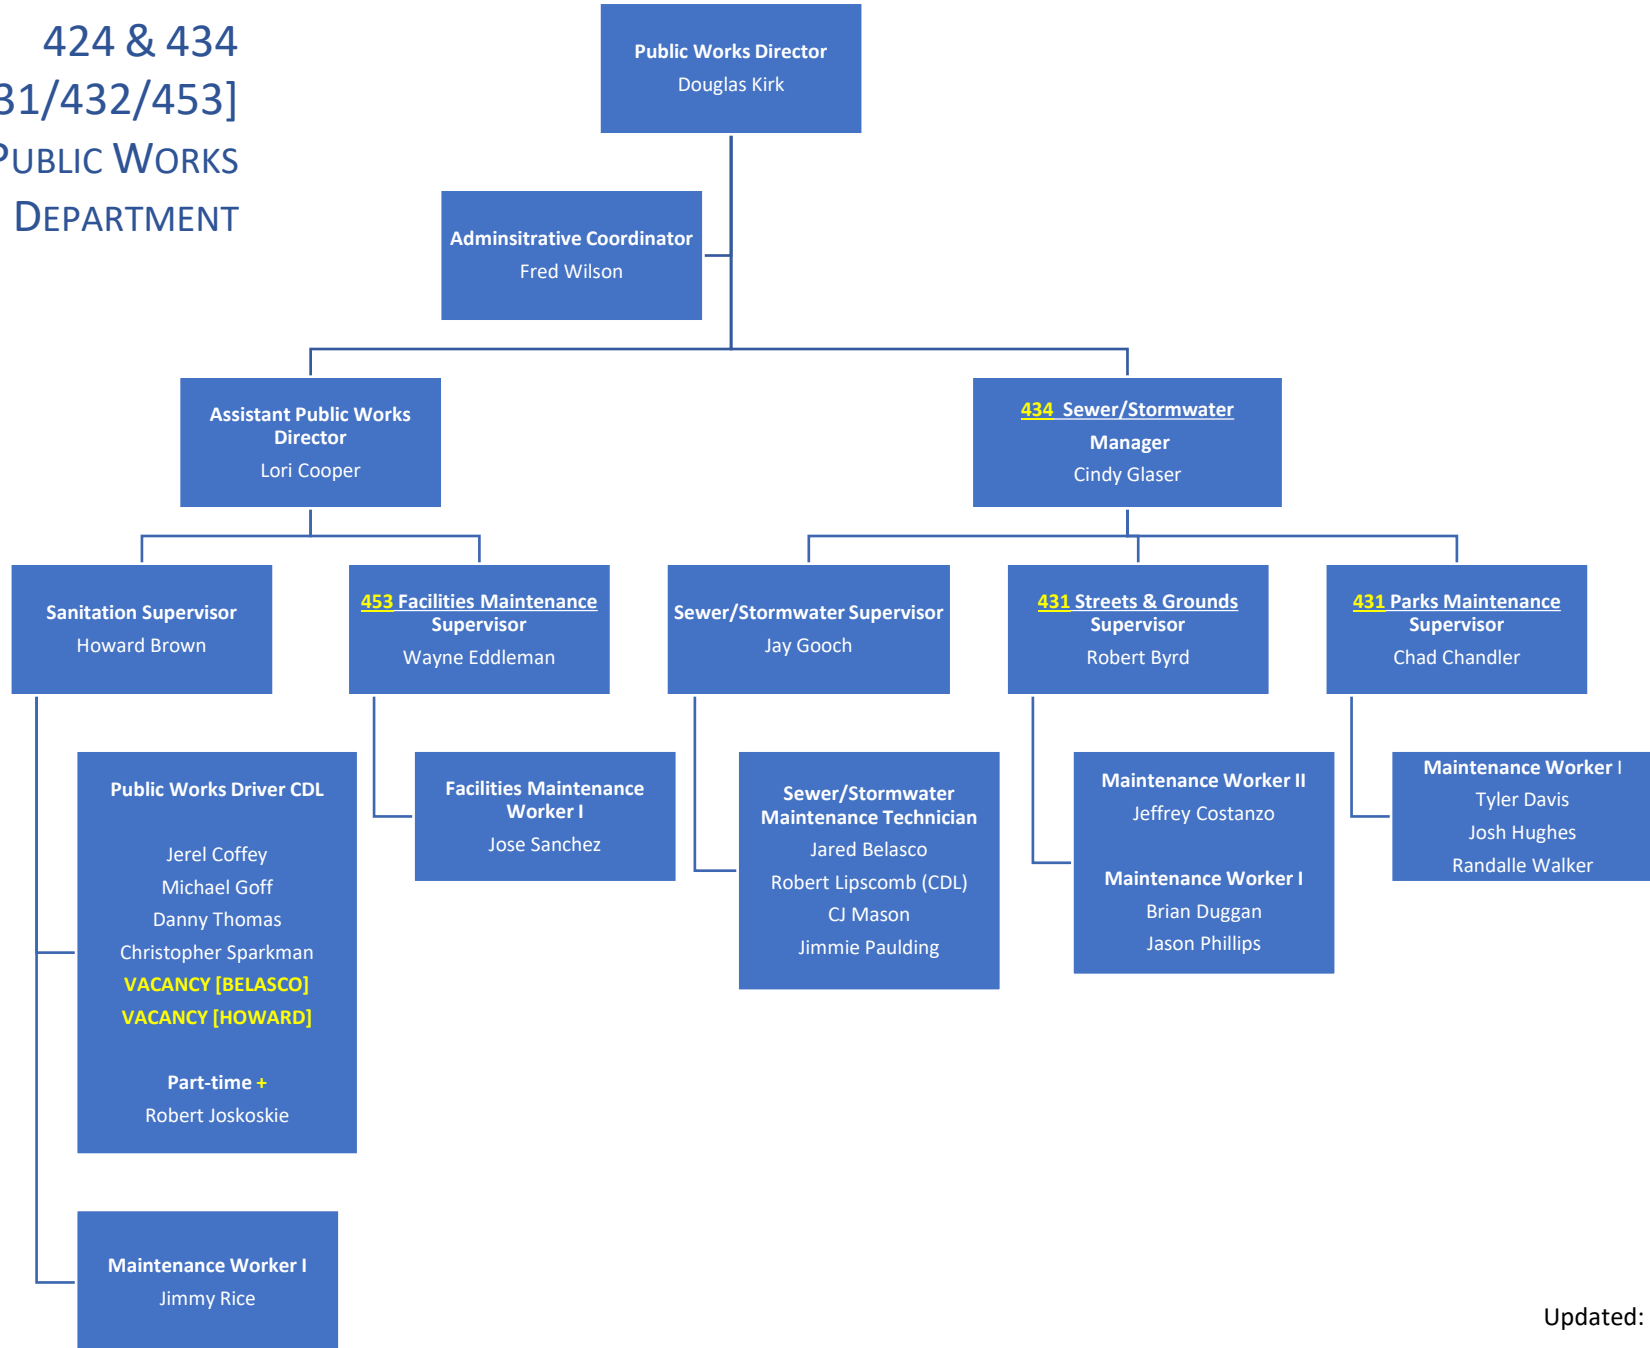 424 & 434
31/432/453]
PUBLIC WORKS
DEPARTMENT
Public Works Director
Douglas Kirk
Adminsitrative Coordinator
Fred Wilson
Assistant Public Works
Director
Lori Cooper
434 Sewer/Stormwater
Manager
Cindy Glaser
Sanitation Supervisor
Howard Brown
453 Facilities Maintenance
Supervisor
Wayne Eddleman
Sewer/Stormwater Supervisor
Jay Gooch
431 Streets & Grounds
Supervisor
Robert Byrd
431 Parks Maintenance
Supervisor
Chad Chandler
Public Works Driver CDL
Jerel Coffey
Michael Goff
Danny Thomas
Christopher Sparkman
VACANCY [BELASCO]
VACANCY [HOWARD]
Part-time +
Robert Joskoskie
Facilities Maintenance
Worker I
Jose Sanchez
Sewer/Stormwater
Maintenance Technician
Jared Belasco
Robert Lipscomb (CDL)
CJ Mason
Jimmie Paulding
Maintenance Worker II
Jeffrey Costanzo
Maintenance Worker I
Brian Duggan
Jason Phillips
Maintenance Worker I
Tyler Davis
Josh Hughes
Randalle Walker
Maintenance Worker I
Jimmy Rice
Updated: